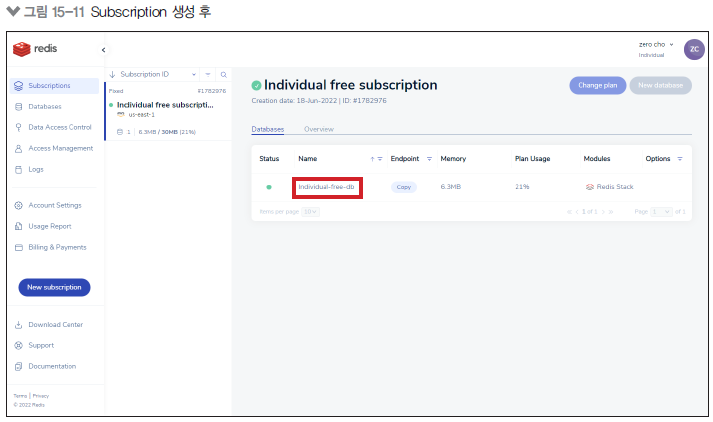 그림 15-11 Subscription 생성 후
redis
zero cho
Individual
ZC
Subscriptions
Databases
Data Access Control
Access Management
Logs
Account Settings
Usage Report
Billing & Payments
New subscription
Download Center
Support
Documentation
Terms | Privacy
© 2022 Redis
Subscription ID
Fixed #1782976
Individual free subscripti...
us-east-1
1 | 6.3MB / 30MB (21%)
Individual free subscription
Creation date: 18-Jun-2022 | ID: #1782976
Change plan
New database
Databases Overview
Status Name Endpoint Memory Plan Usage Modules Options
Individual-free-db Copy 6.3MB 21% Redis Stack
Items per page 10 1 of 1 Page 1 of 1